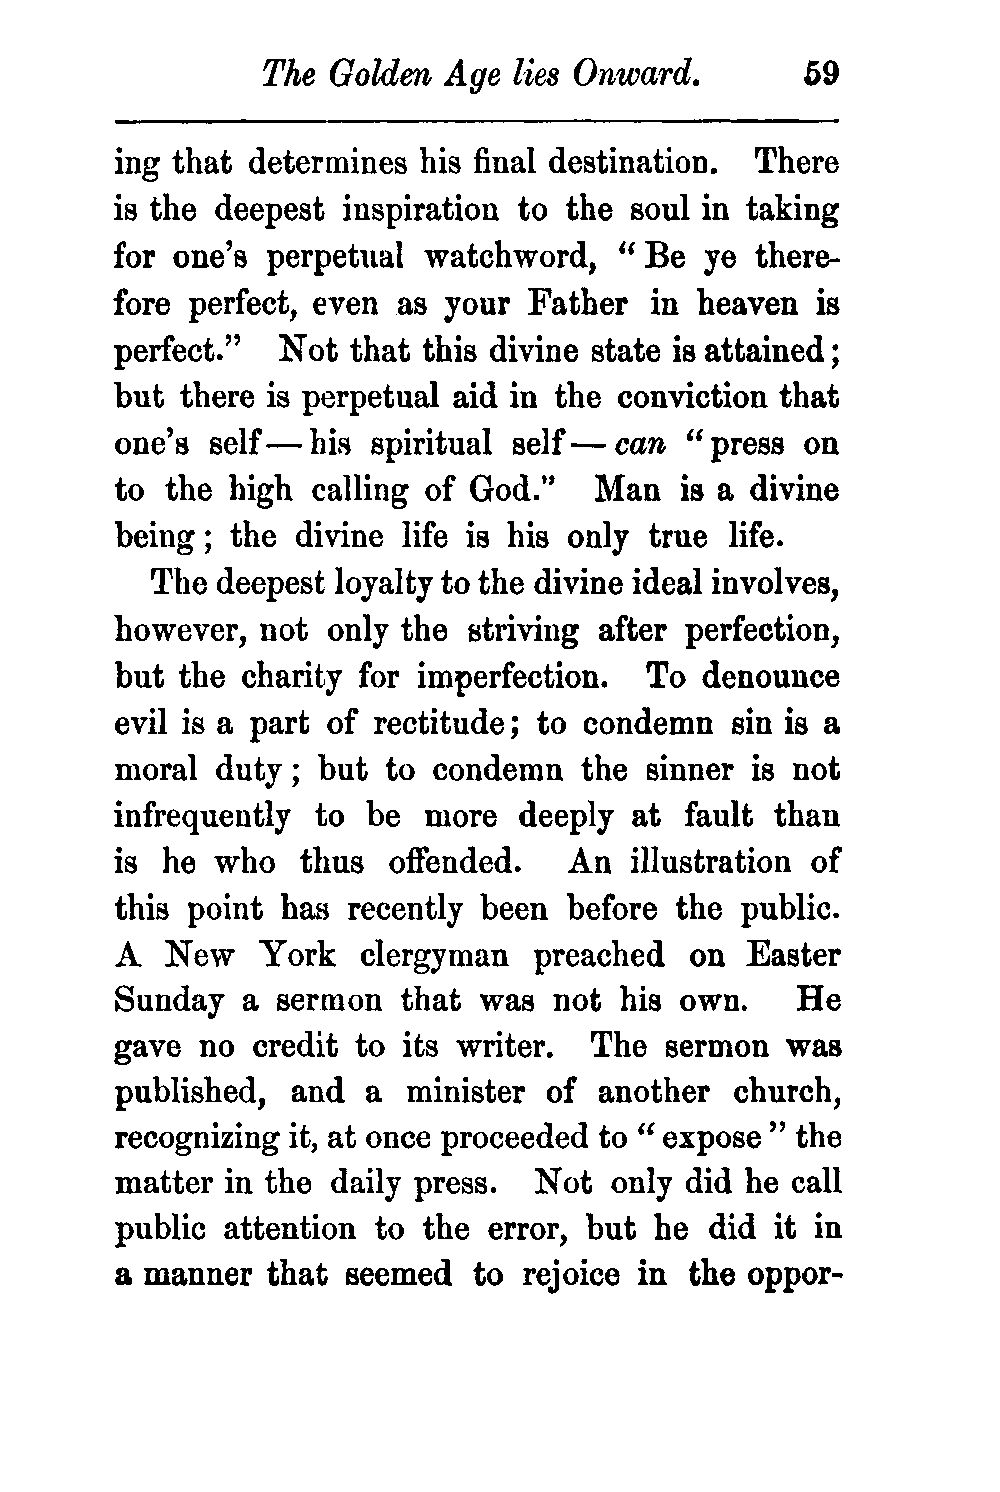 The Golden Age lies Onward. 59
ing that determines his final destination. There
is the deepest inspiration to the soul in taking
for one's perpetual watchword, “ Be ye there-
fore perfect, even as your Father in heaven is
perfect.” Not that this divine state is attained ;
but there is perpetual aid in the conviction that
one's self — his spiritual self — can “ press on
to the high calling of God.” Man is a divine
being ; the divine life is his only true life.
The deepest loyalty to the divine ideal involves,
however, not only the striving after perfection,
but the charity for imperfection. To denounce
evil is a part of rectitude; to condemn sin is a
moral duty ; but to condemn the sinner is not
infrequently to be more deeply at fault than
is he who thus offended. An illustration of
this point has recently been before the public.
A New York clergyman preached on Easter
Sunday a sermon that was not his own. He
gave no credit to its writer. The sermon was
published, and a minister of another church,
recognizing it, at once proceeded to “ expose ” the
matter in the daily press. Not only did he call
public attention to the error, but he did it in
a manner that seemed to rejoice in the oppor-